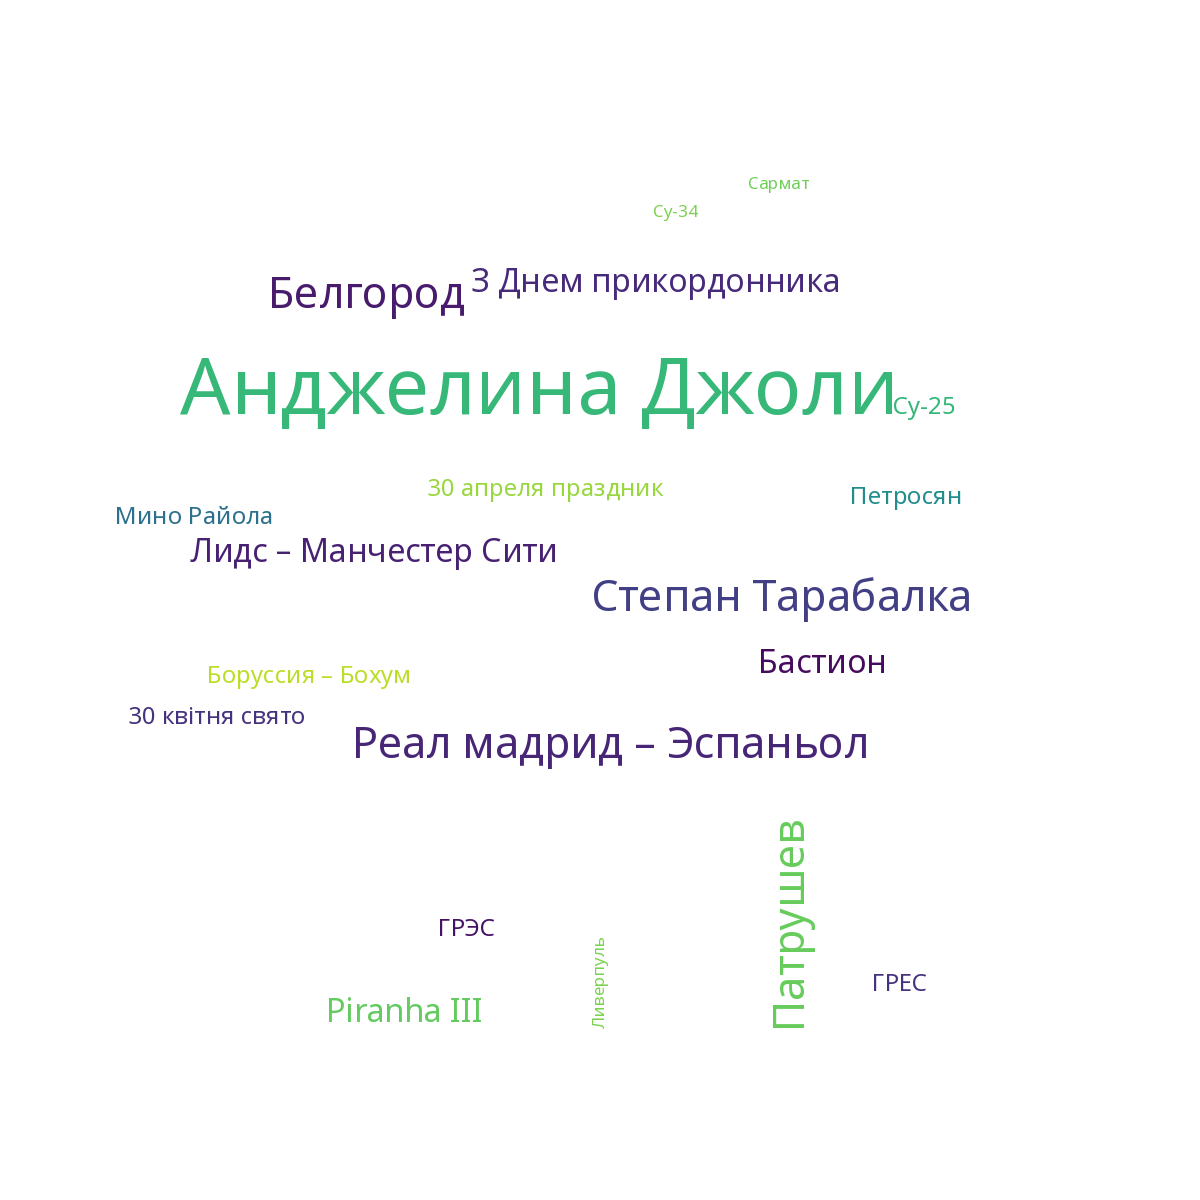 Сармат
Су-34
Белгород
З Днем прикордонника
Анджелина Джоли
Су-25
30 апреля праздник
Петросян
Мино Райола
Лидс – Манчестер Сити
Степан Тарабалка
Бастион
Боруссия – Бохум
30 квітня свято
Реал мадрид – Эспаньол
Патрушев
ГРЭС
Ливерпуль
ГРЕС
Piranha III